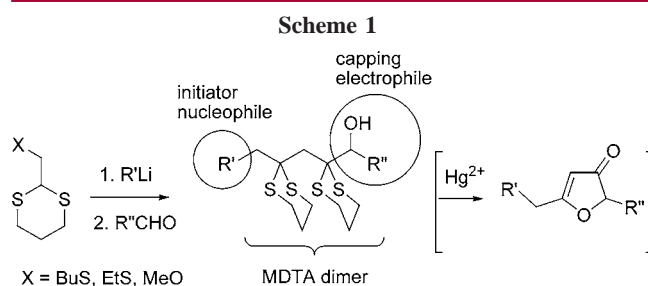 Scheme 1
capping
electrophile
initiator
nucleophile
X
OH
R'
R"
S S
1. R'Li
2. R"CHO
S S S S
Hg2+
O
R'
O
R"
X = BuS, EtS, MeO
MDTA dimer